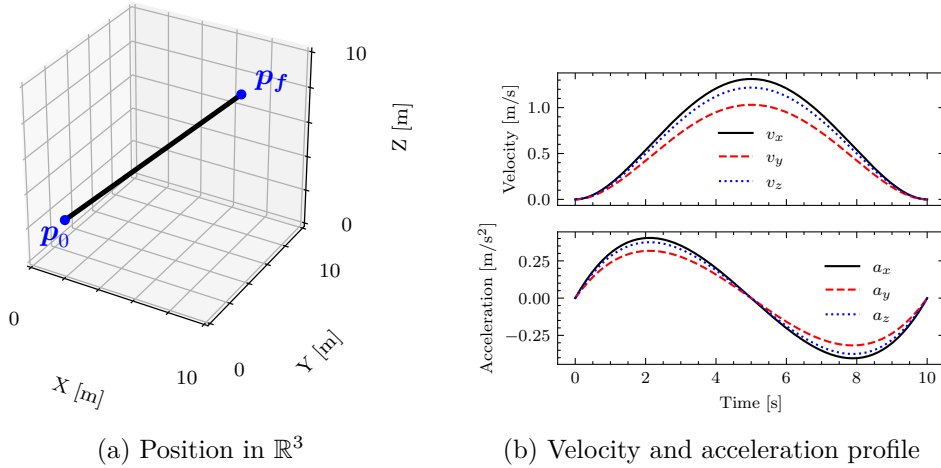 p_f
p_0
10
Z [m]
0
10
Y [m]
0
0
X [m]
10
(a) Position in ℝ³
Velocity [m/s]
1.0
0.5
0.0
v_x
v_y
v_z
Acceleration [m/s²]
0.25
0.00
−0.25
a_x
a_y
a_z
0 2 4 6 8 10
Time [s]
(b) Velocity and acceleration profile